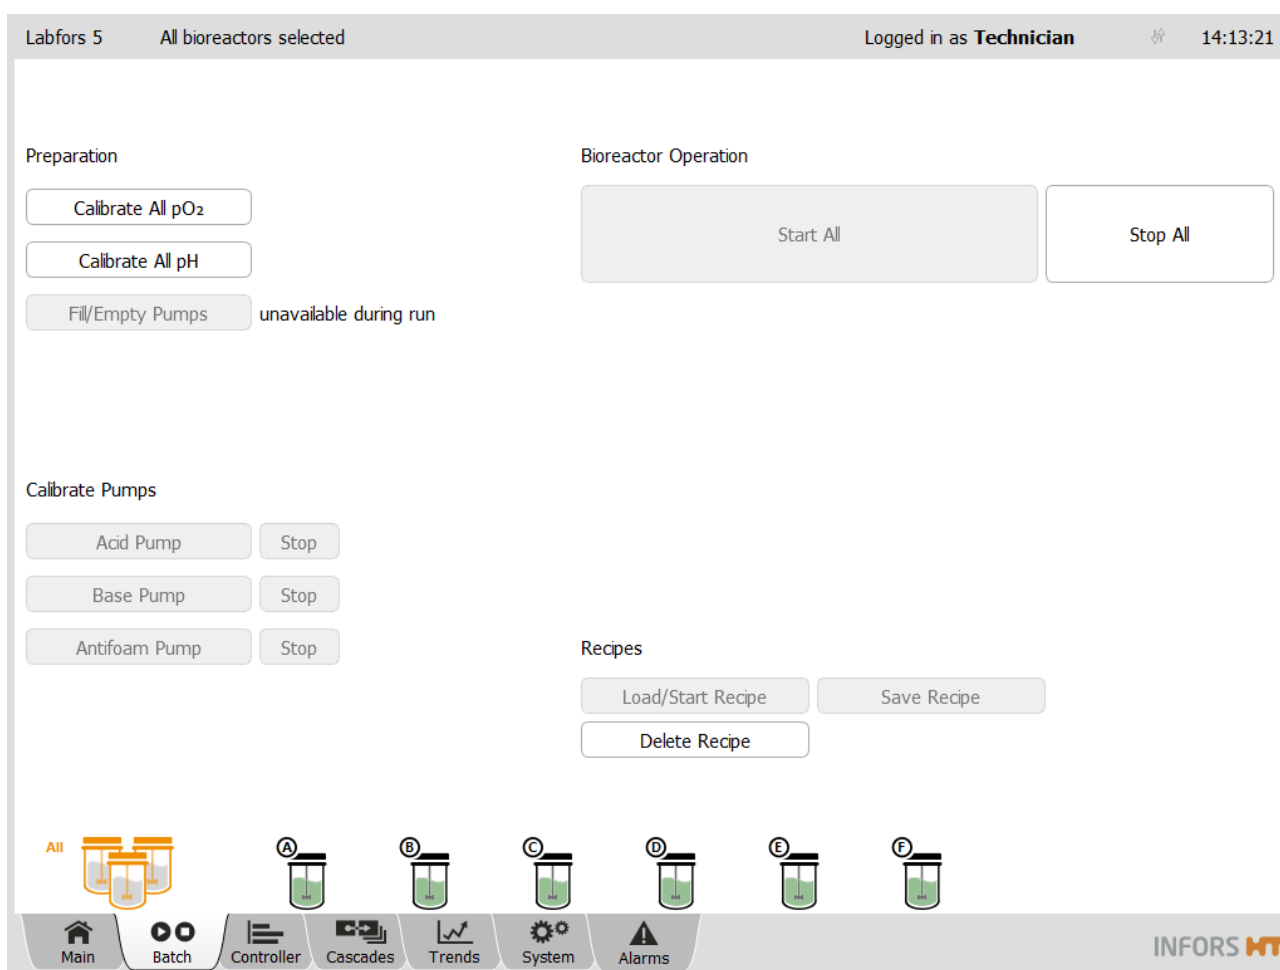 Labfors 5 All bioreactors selected Logged in as Technician 14:13:21
Preparation
Calibrate All pO₂
Calibrate All pH
Fill/Empty Pumps unavailable during run
Bioreactor Operation
Start All
Stop All
Calibrate Pumps
Acid Pump Stop
Base Pump Stop
Antifoam Pump Stop
Recipes
Load/Start Recipe Save Recipe
Delete Recipe
All A B C D E F
Main Batch Controller Cascades Trends System Alarms
INFORS HT